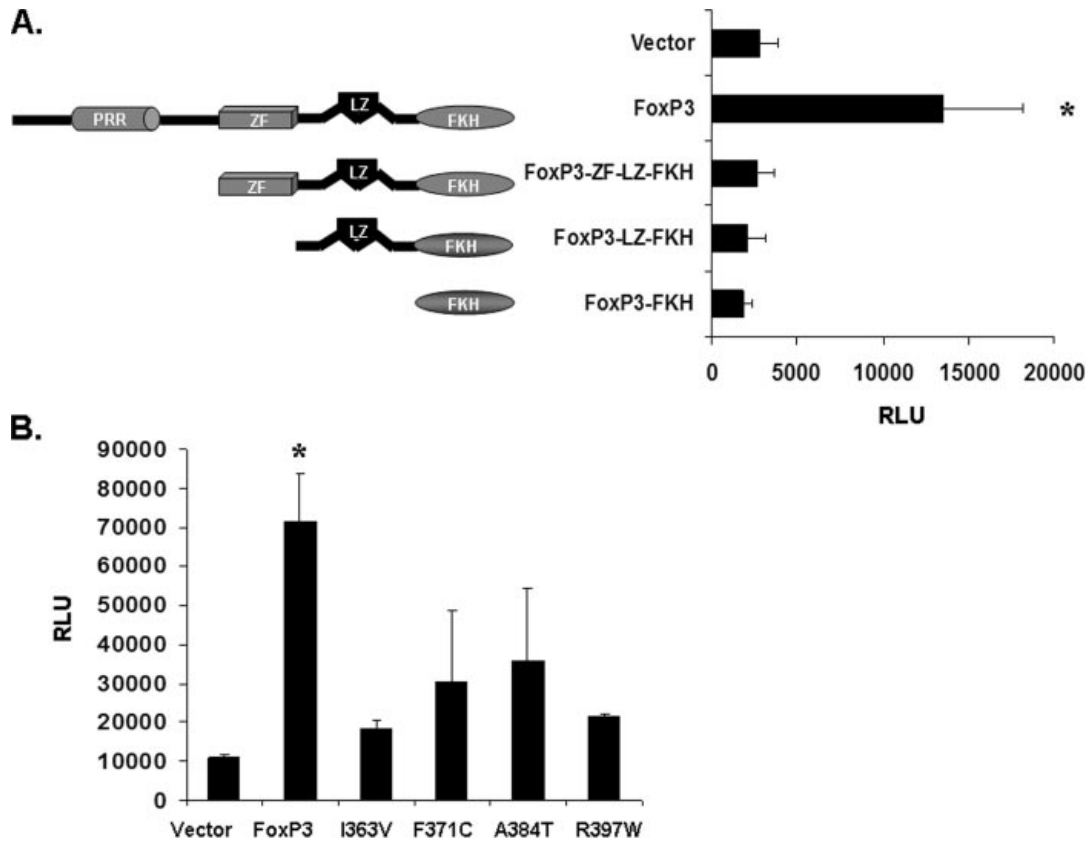 A.
Vector
PRR ZF LZ FKH FoxP3 *
ZF LZ FKH FoxP3-ZF-LZ-FKH
LZ FKH FoxP3-LZ-FKH
FKH FoxP3-FKH
0 5000 10000 15000 20000
RLU
B.
90000
80000
70000
60000
50000
40000
30000
20000
10000
0
RLU
*
Vector FoxP3 I363V F371C A384T R397W